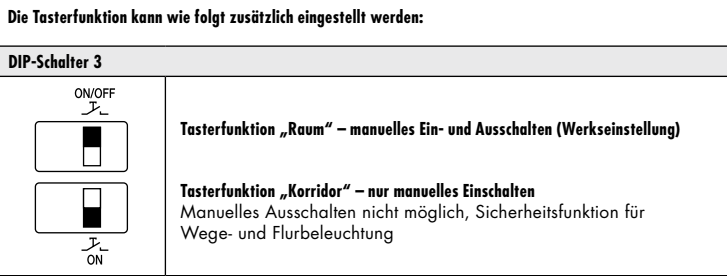 Die Tasterfunktion kann wie folgt zusätzlich eingestellt werden:
DIP-Schalter 3
ON/OFF
Tasterfunktion „Raum“ – manuelles Ein- und Ausschalten (Werkseinstellung)
Tasterfunktion „Korridor“ – nur manuelles Einschalten
Manuelles Ausschalten nicht möglich, Sicherheitsfunktion für
Wege- und Flurbeleuchtung
ON